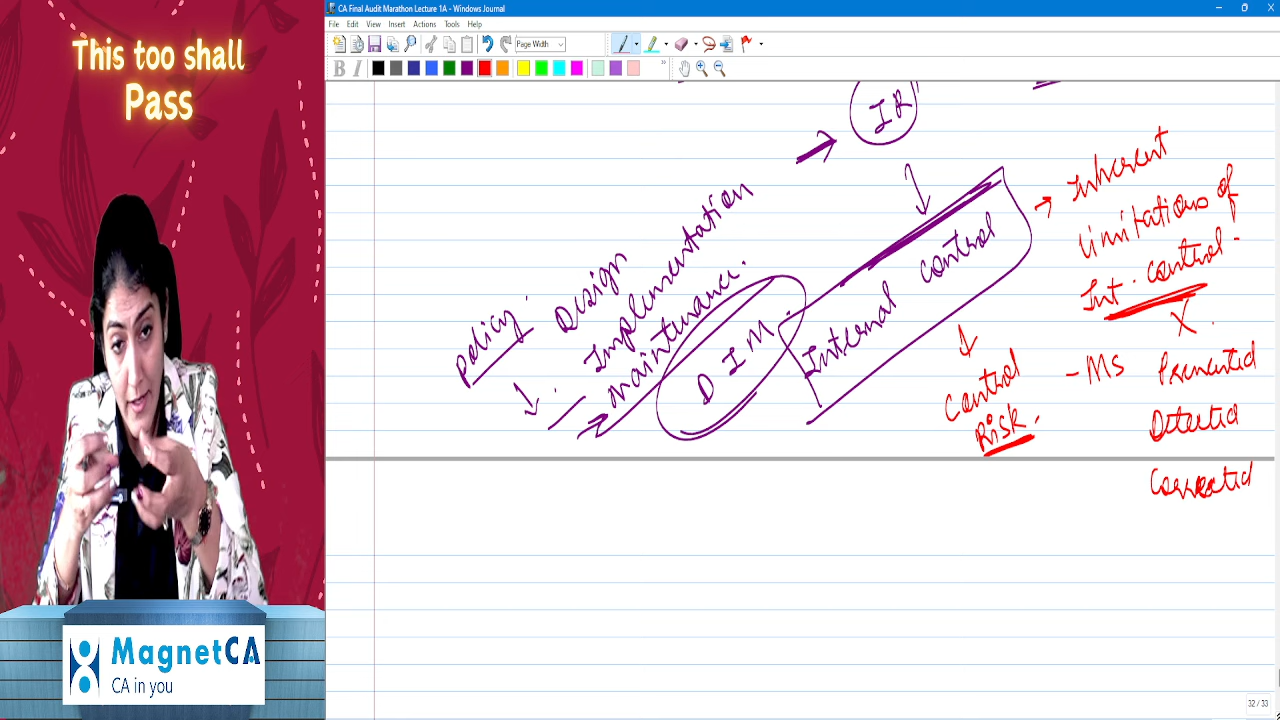 This too shall
Pass
MagnetCA
CA in you
CA Final Audit Marathon Lecture 1A - Windows Journal
File Edit View Insert Actions Tools Help
Page Width
B I
IR
Policy
Design
Implementation
Maintenance.
D I M.
Internal Control
Control
Risk.
Inherent
limitations of
Int. Control.
X
- MS Prevented
Detected
Corrected
32 / 33